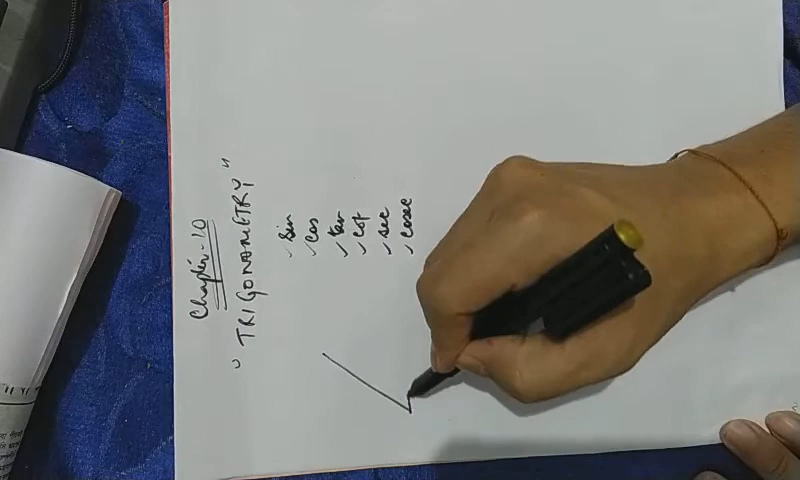 Chapter-10
"TRIGONOMETRY"
✓ Sin
✓ Cos
✓ tan
✓ Cot
✓ sec
✓ Cosec